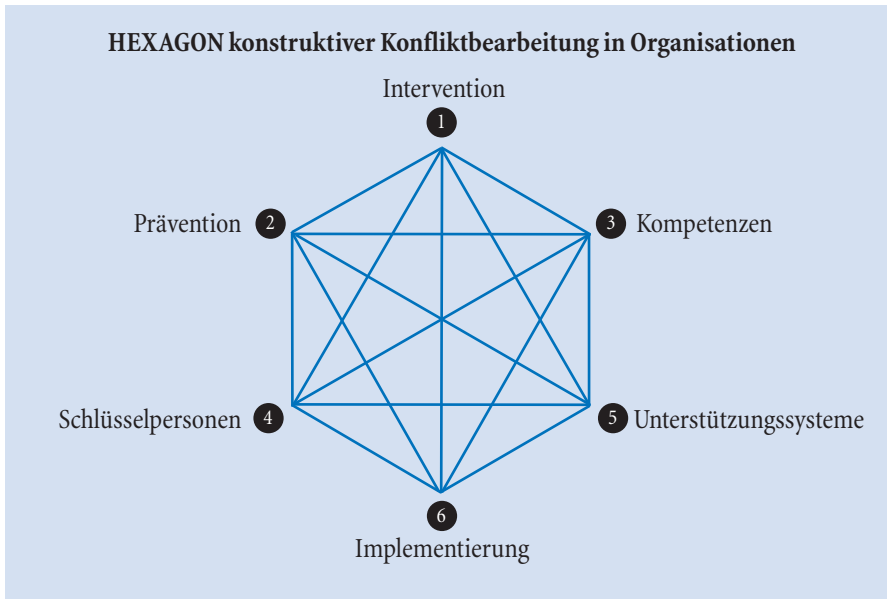 HEXAGON konstruktiver Konfliktbearbeitung in Organisationen
Intervention
1
Prävention 2
3 Kompetenzen
Schlüsselpersonen 4
5 Unterstützungssysteme
6
Implementierung